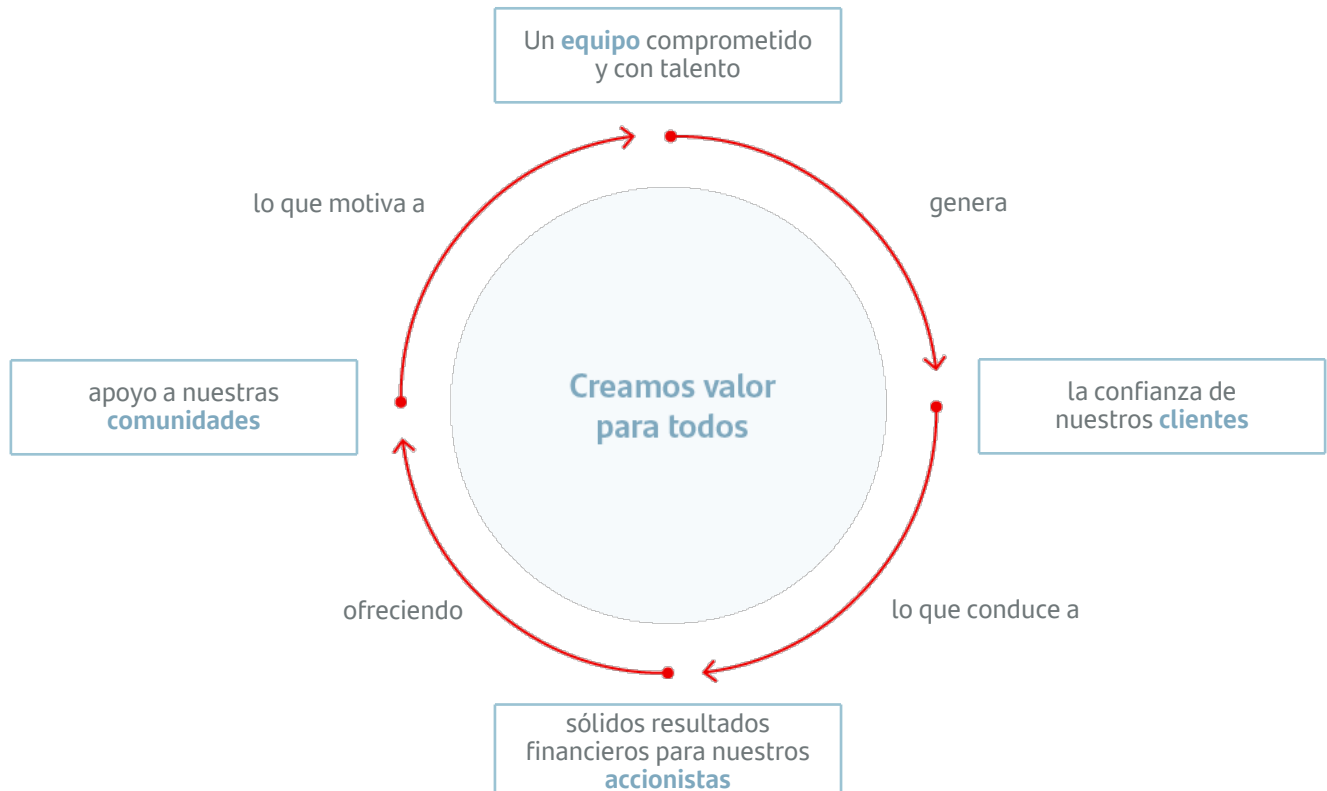 Un equipo comprometido
y con talento
lo que motiva a
genera
apoyo a nuestras
comunidades
Creamos valor
para todos
la confianza de
nuestros clientes
ofreciendo
lo que conduce a
sólidos resultados
financieros para nuestros
accionistas